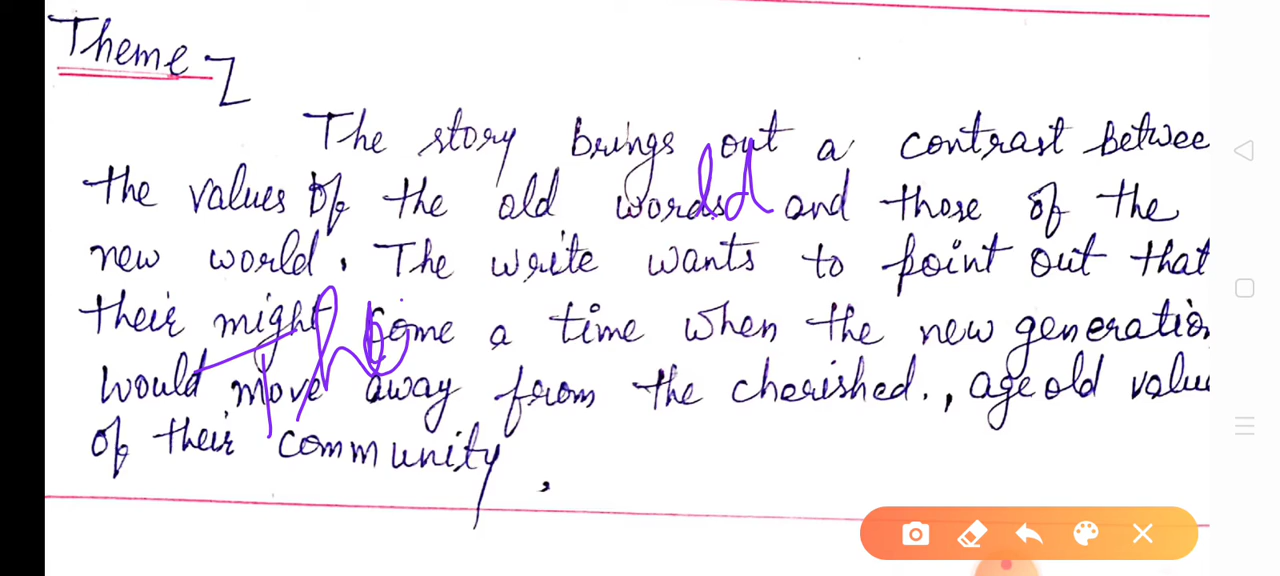 Theme
The story brings out a contrast betwee
the values of the old words and those of the
new world. The write wants to point out that
their might come a time when the new generation
would move away from the cherished., age old value
of their community.